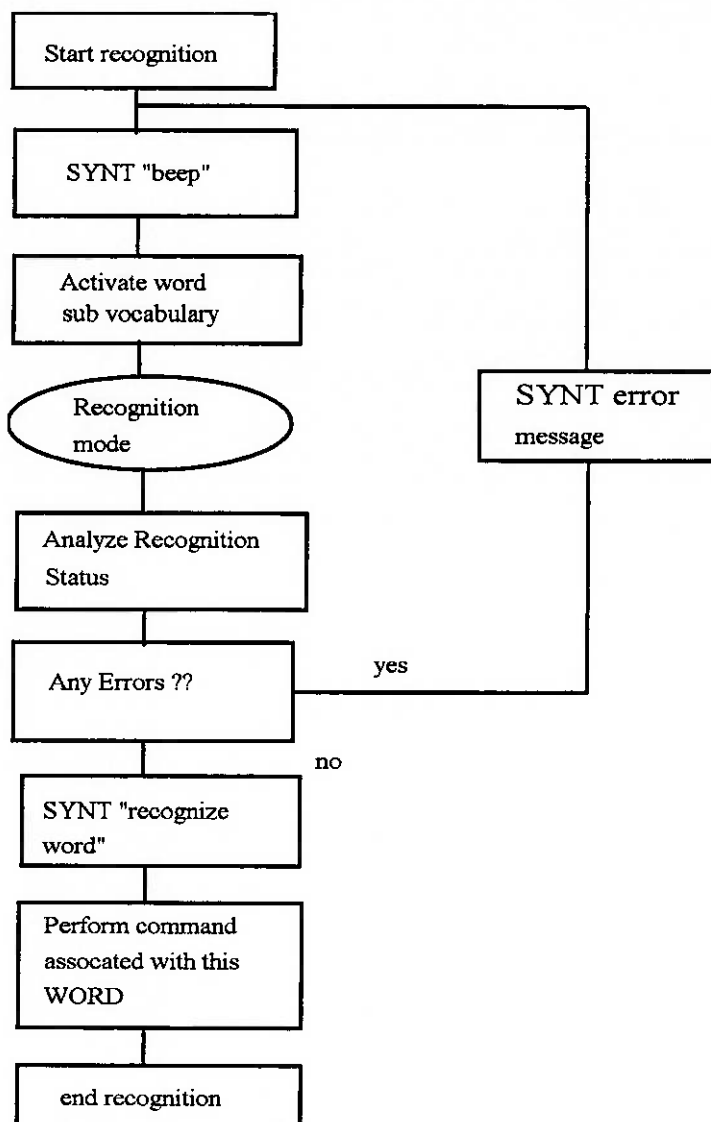 Start recognition
SYNT "beep"
Activate word
sub vocabulary
Recognition
mode
SYNT error
message
Analyze Recognition
Status
Any Errors ??
yes
no
SYNT "recognize
word"
Perform command
assocated with this
WORD
end recognition